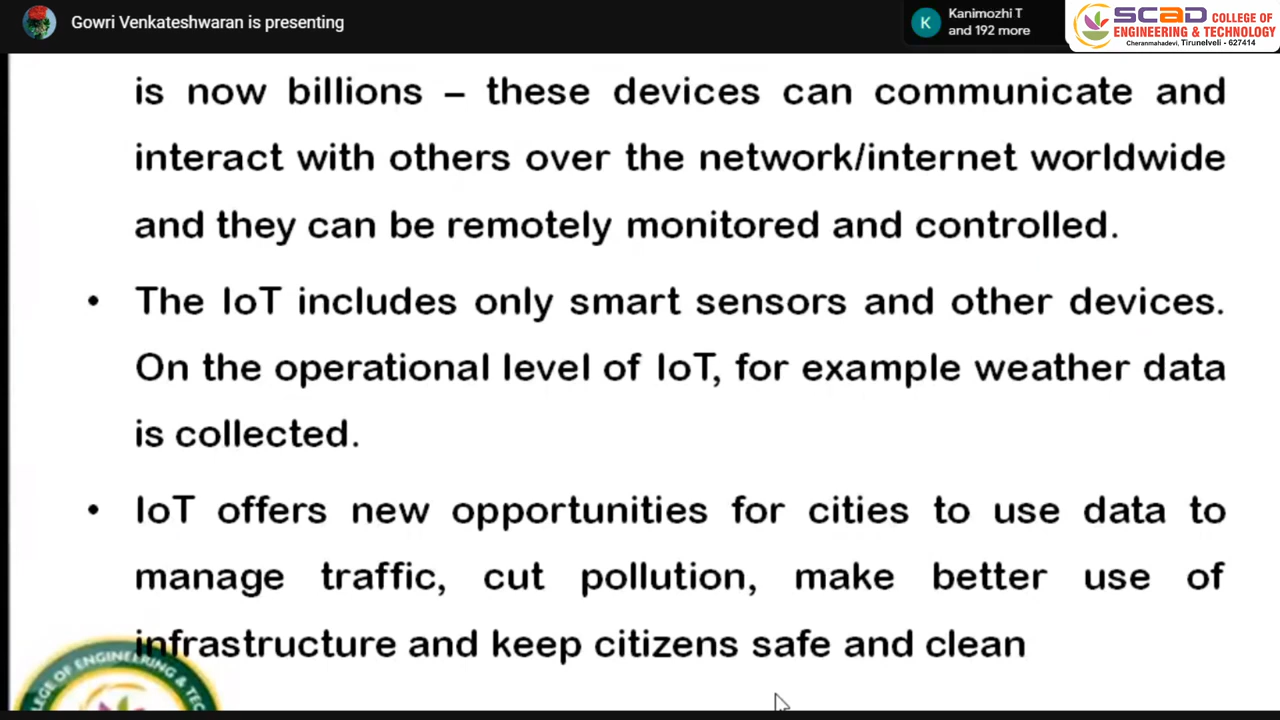 Gowri Venkateshwaran is presenting
K
Kanimozhi T
and 192 more
SCAD COLLEGE OF
ENGINEERING & TECHNOLOGY
Cheranmahadevi, Tirunelveli - 627414
is now billions – these devices can communicate and
interact with others over the network/internet worldwide
and they can be remotely monitored and controlled.
• The IoT includes only smart sensors and other devices.
On the operational level of IoT, for example weather data
is collected.
• IoT offers new opportunities for cities to use data to
manage traffic, cut pollution, make better use of
infrastructure and keep citizens safe and clean
OF ENGINEERING &